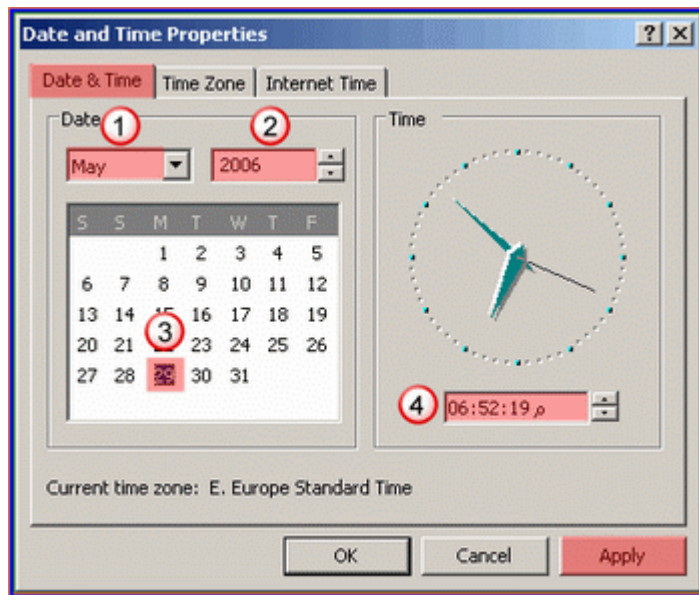 Date and Time Properties
Date & Time Time Zone Internet Time
Date
Time
1 2
May 2006
S S M T W T F
1 2 3 4 5
6 7 8 9 10 11 12
13 14 15 16 17 18 19
3
20 21 23 24 25 26
27 28 29 30 31
4 06:52:19 م
Current time zone: E. Europe Standard Time
OK Cancel Apply